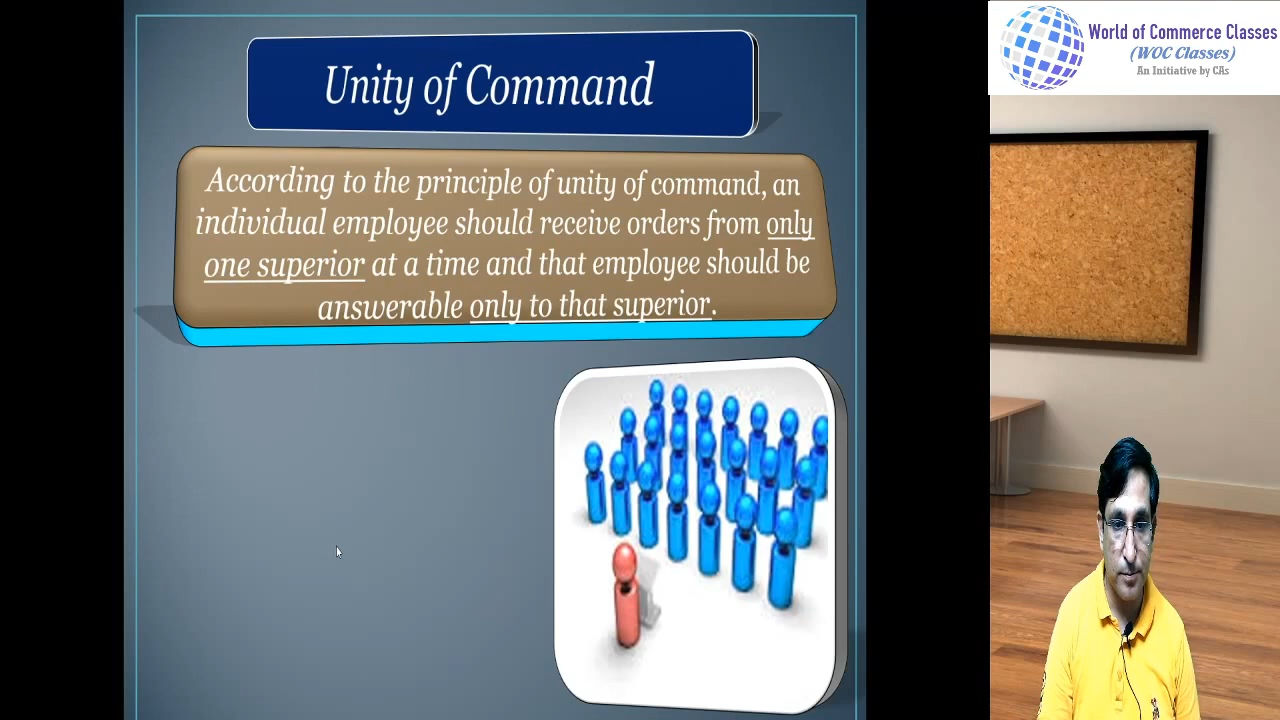 Unity of Command
According to the principle of unity of command, an
individual employee should receive orders from only
one superior at a time and that employee should be
answerable only to that superior.
World of Commerce Classes
(WOC Classes)
An Initiative by CAs